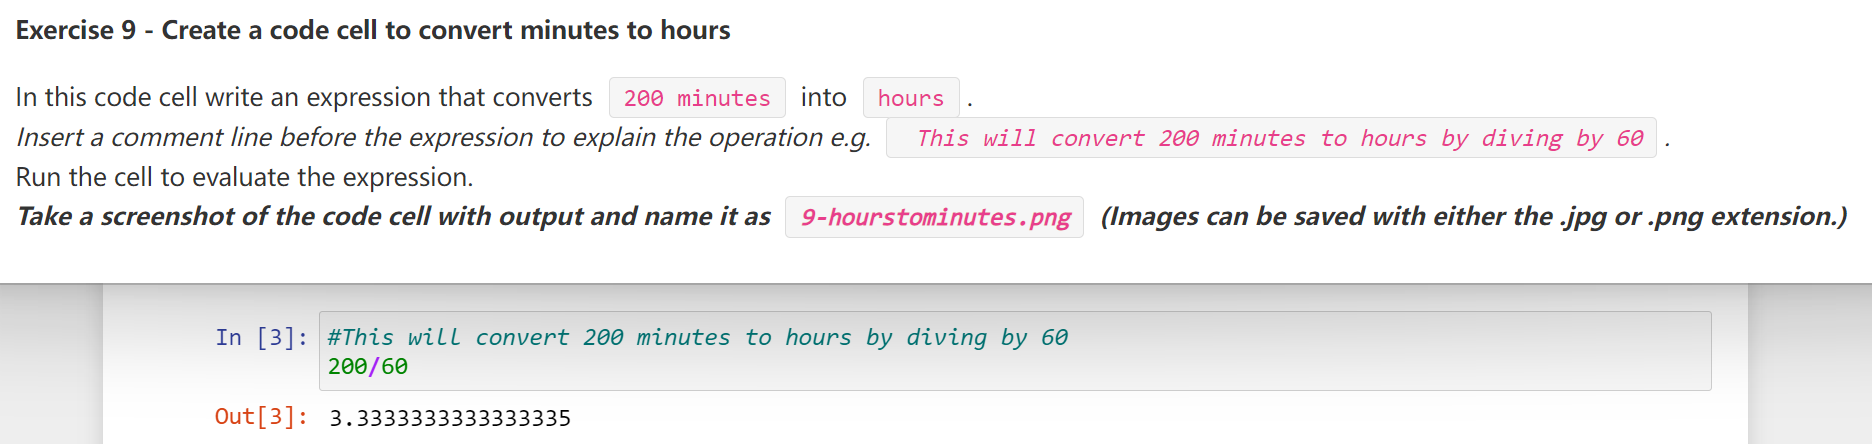 Exercise 9 - Create a code cell to convert minutes to hours
In this code cell write an expression that converts 200 minutes into hours .
Insert a comment line before the expression to explain the operation e.g. This will convert 200 minutes to hours by diving by 60 .
Run the cell to evaluate the expression.
Take a screenshot of the code cell with output and name it as 9-hourstominutes.png (Images can be saved with either the .jpg or .png extension.)
In [3]: #This will convert 200 minutes to hours by diving by 60
200/60
Out[3]: 3.3333333333333335